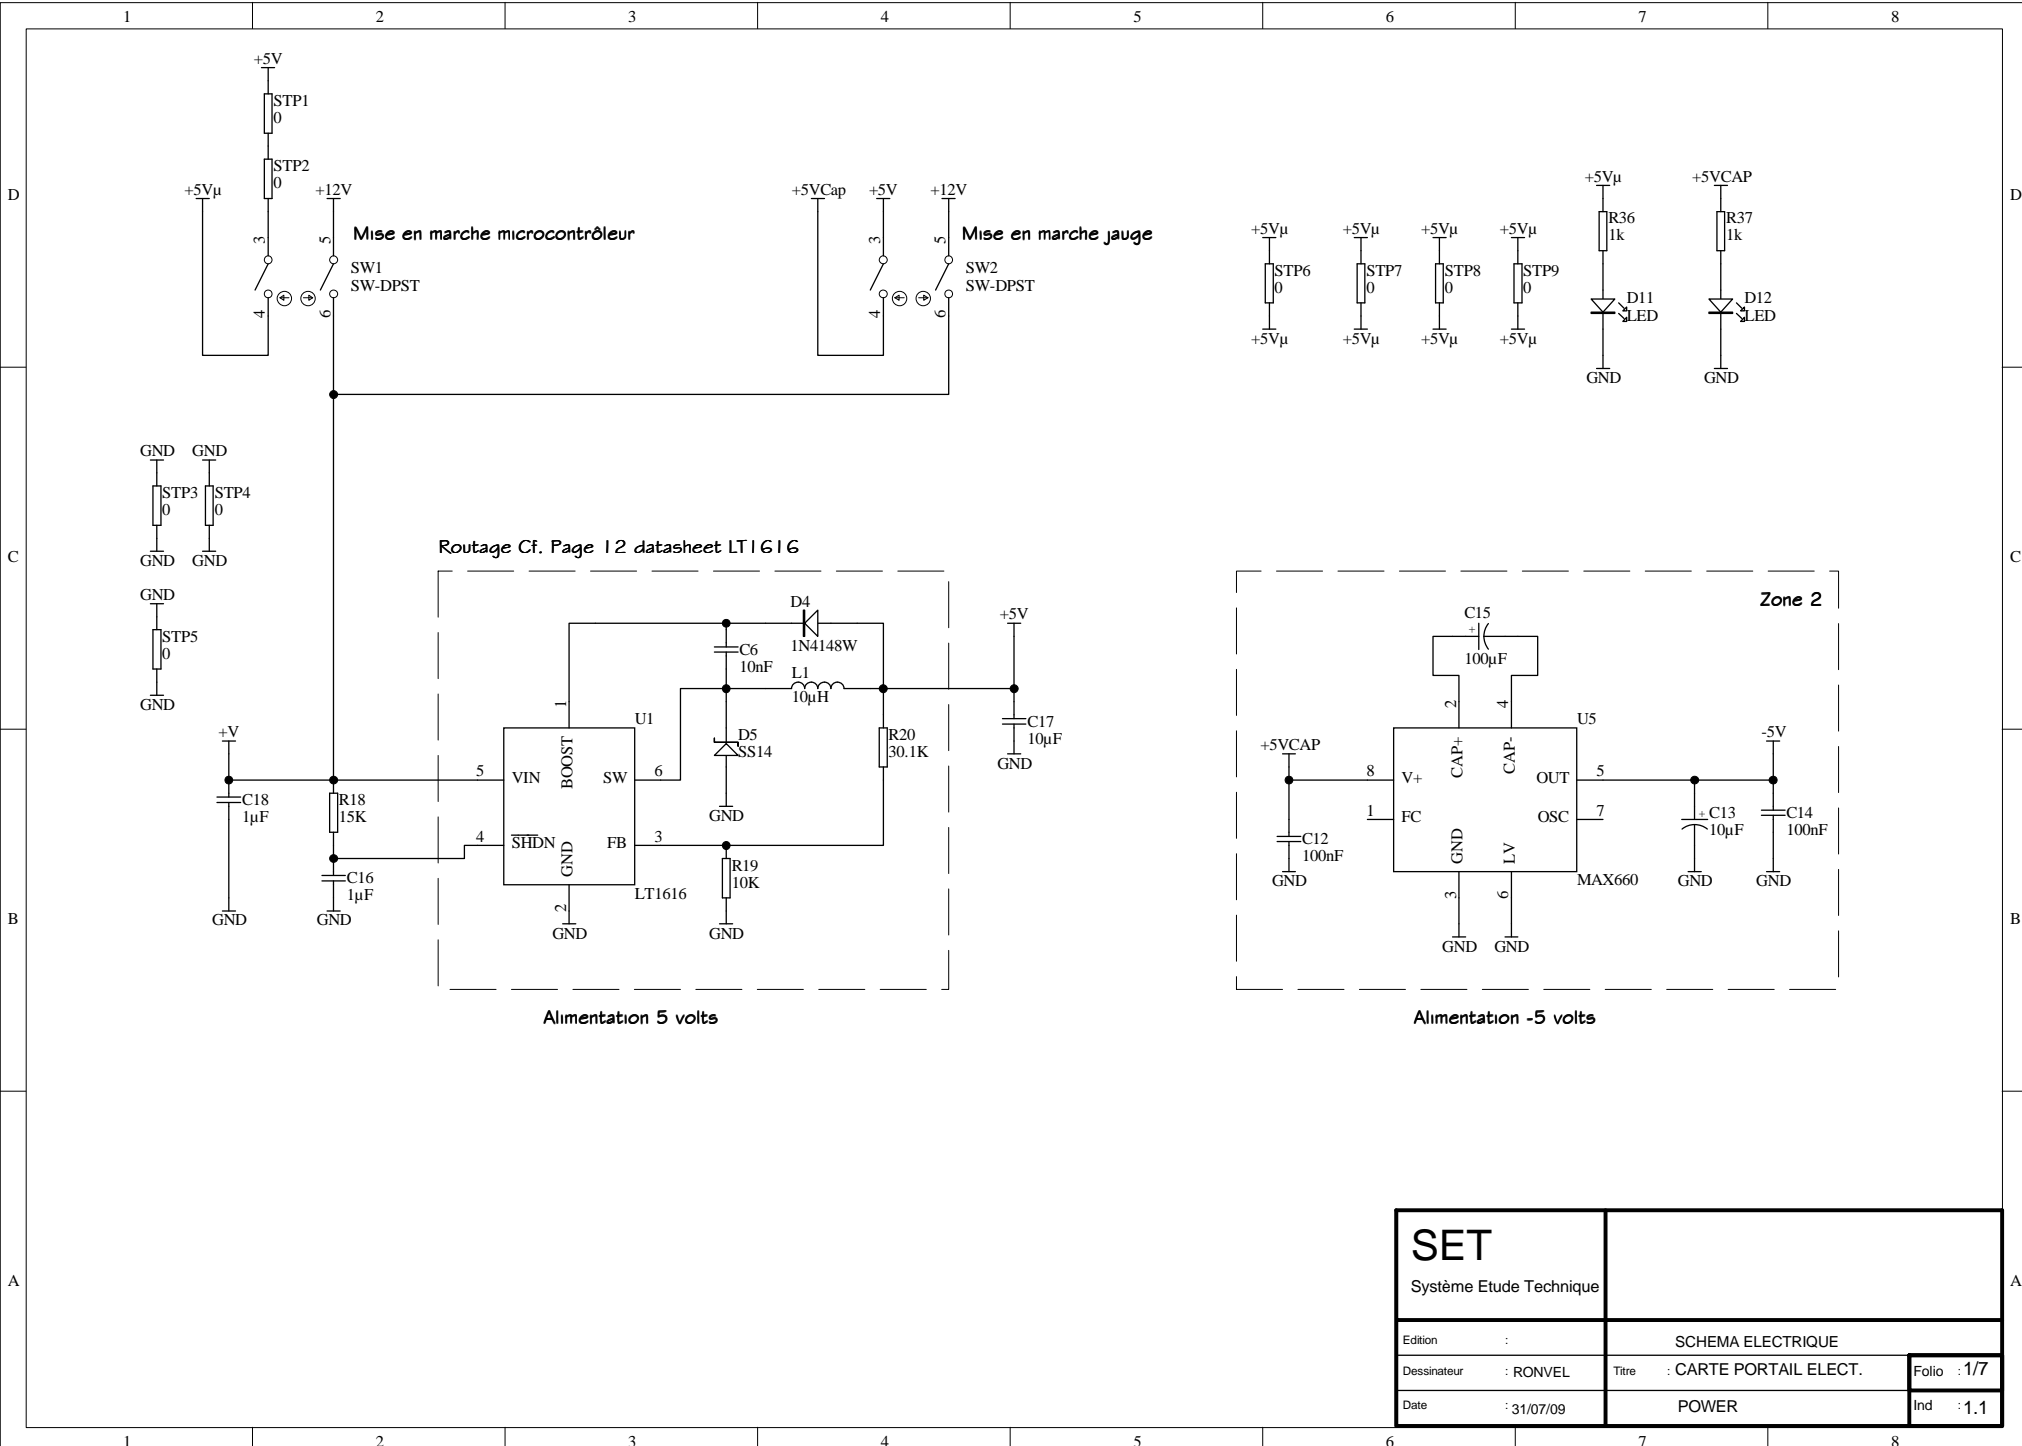 1 2 3 4 5 6 7 8
D D
C C
B B
A A
+5V
STP1
0
STP2
0
+5Vµ
+12V
3
5
Mise en marche microcontrôleur
SW1
SW-DPST
4
6
+5VCap
+5V
+12V
3
5
Mise en marche jauge
SW2
SW-DPST
4
6
+5Vµ
STP6
0
+5Vµ
+5Vµ
STP7
0
+5Vµ
+5Vµ
STP8
0
+5Vµ
+5Vµ
STP9
0
+5Vµ
+5Vµ
R36
1k
D11
LED
GND
+5VCAP
R37
1k
D12
LED
GND
GND
STP3
0
GND
GND
STP4
0
GND
GND
STP5
0
GND
Routage Cf. Page 12 datasheet LT1616
+V
C18
1µF
GND
R18
15K
C16
1µF
GND
U1
LT1616
1
BOOST
5
VIN
4
SHDN
GND
2
GND
SW
6
FB
3
D4
1N4148W
C6
10nF
L1
10µH
D5
SS14
GND
R20
30.1K
R19
10K
GND
+5V
C17
10µF
GND
Alimentation 5 volts
Zone 2
C15
+
100µF
2
4
U5
CAP+
CAP-
+5VCAP
8
V+
OUT
5
-5V
1
FC
OSC
7
GND
LV
MAX660
3
6
GND
GND
C12
100nF
GND
+
C13
10µF
GND
C14
100nF
GND
Alimentation -5 volts
SET
Système Etude Technique
Edition :
SCHEMA ELECTRIQUE
Dessinateur : RONVEL
Titre : CARTE PORTAIL ELECT.
Folio : 1/7
Date : 31/07/09
POWER
Ind : 1.1
1 2 3 4 5 6 7 8